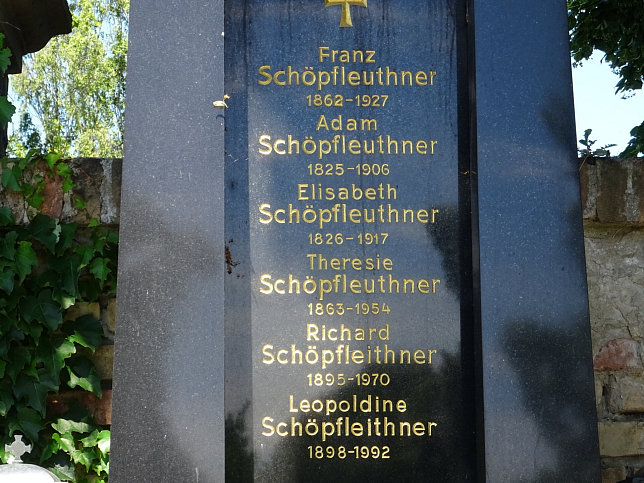 Franz
Schöpfleuthner
1862-1927
Adam
Schöpfleuthner
1825-1906
Elisabeth
Schöpfleuthner
1826-1917
Theresie
Schöpfleuthner
1863-1954
Richard
Schöpfleithner
1895-1970
Leopoldine
Schöpfleithner
1898-1992